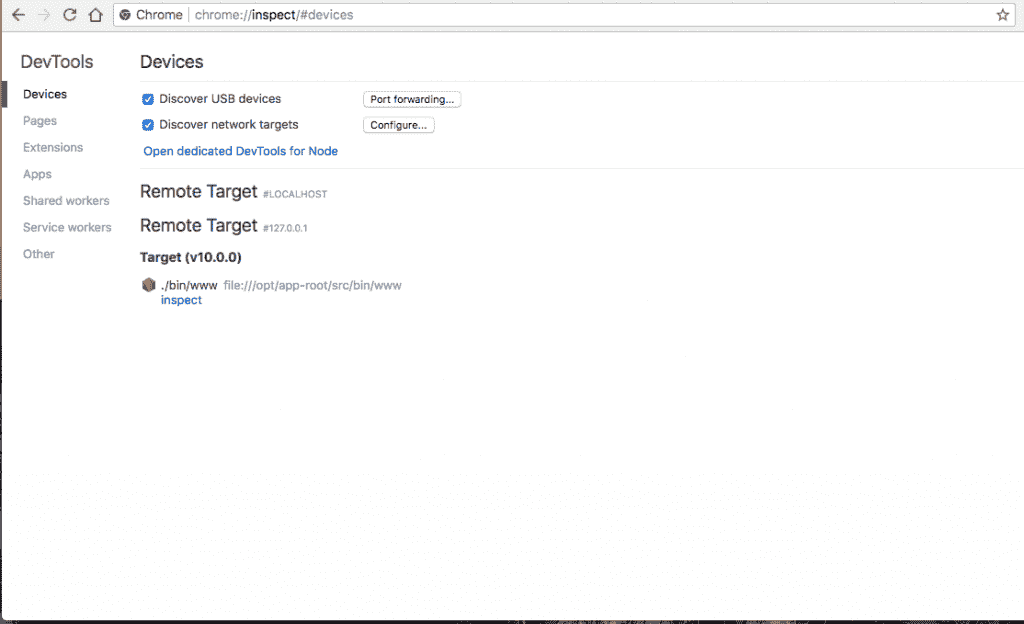 Chrome chrome://inspect/#devices
DevTools
Devices
Pages
Extensions
Apps
Shared workers
Service workers
Other
Devices
Discover USB devices Port forwarding...
Discover network targets Configure...
Open dedicated DevTools for Node
Remote Target #LOCALHOST
Remote Target #127.0.0.1
Target (v10.0.0)
./bin/www file:///opt/app-root/src/bin/www
inspect